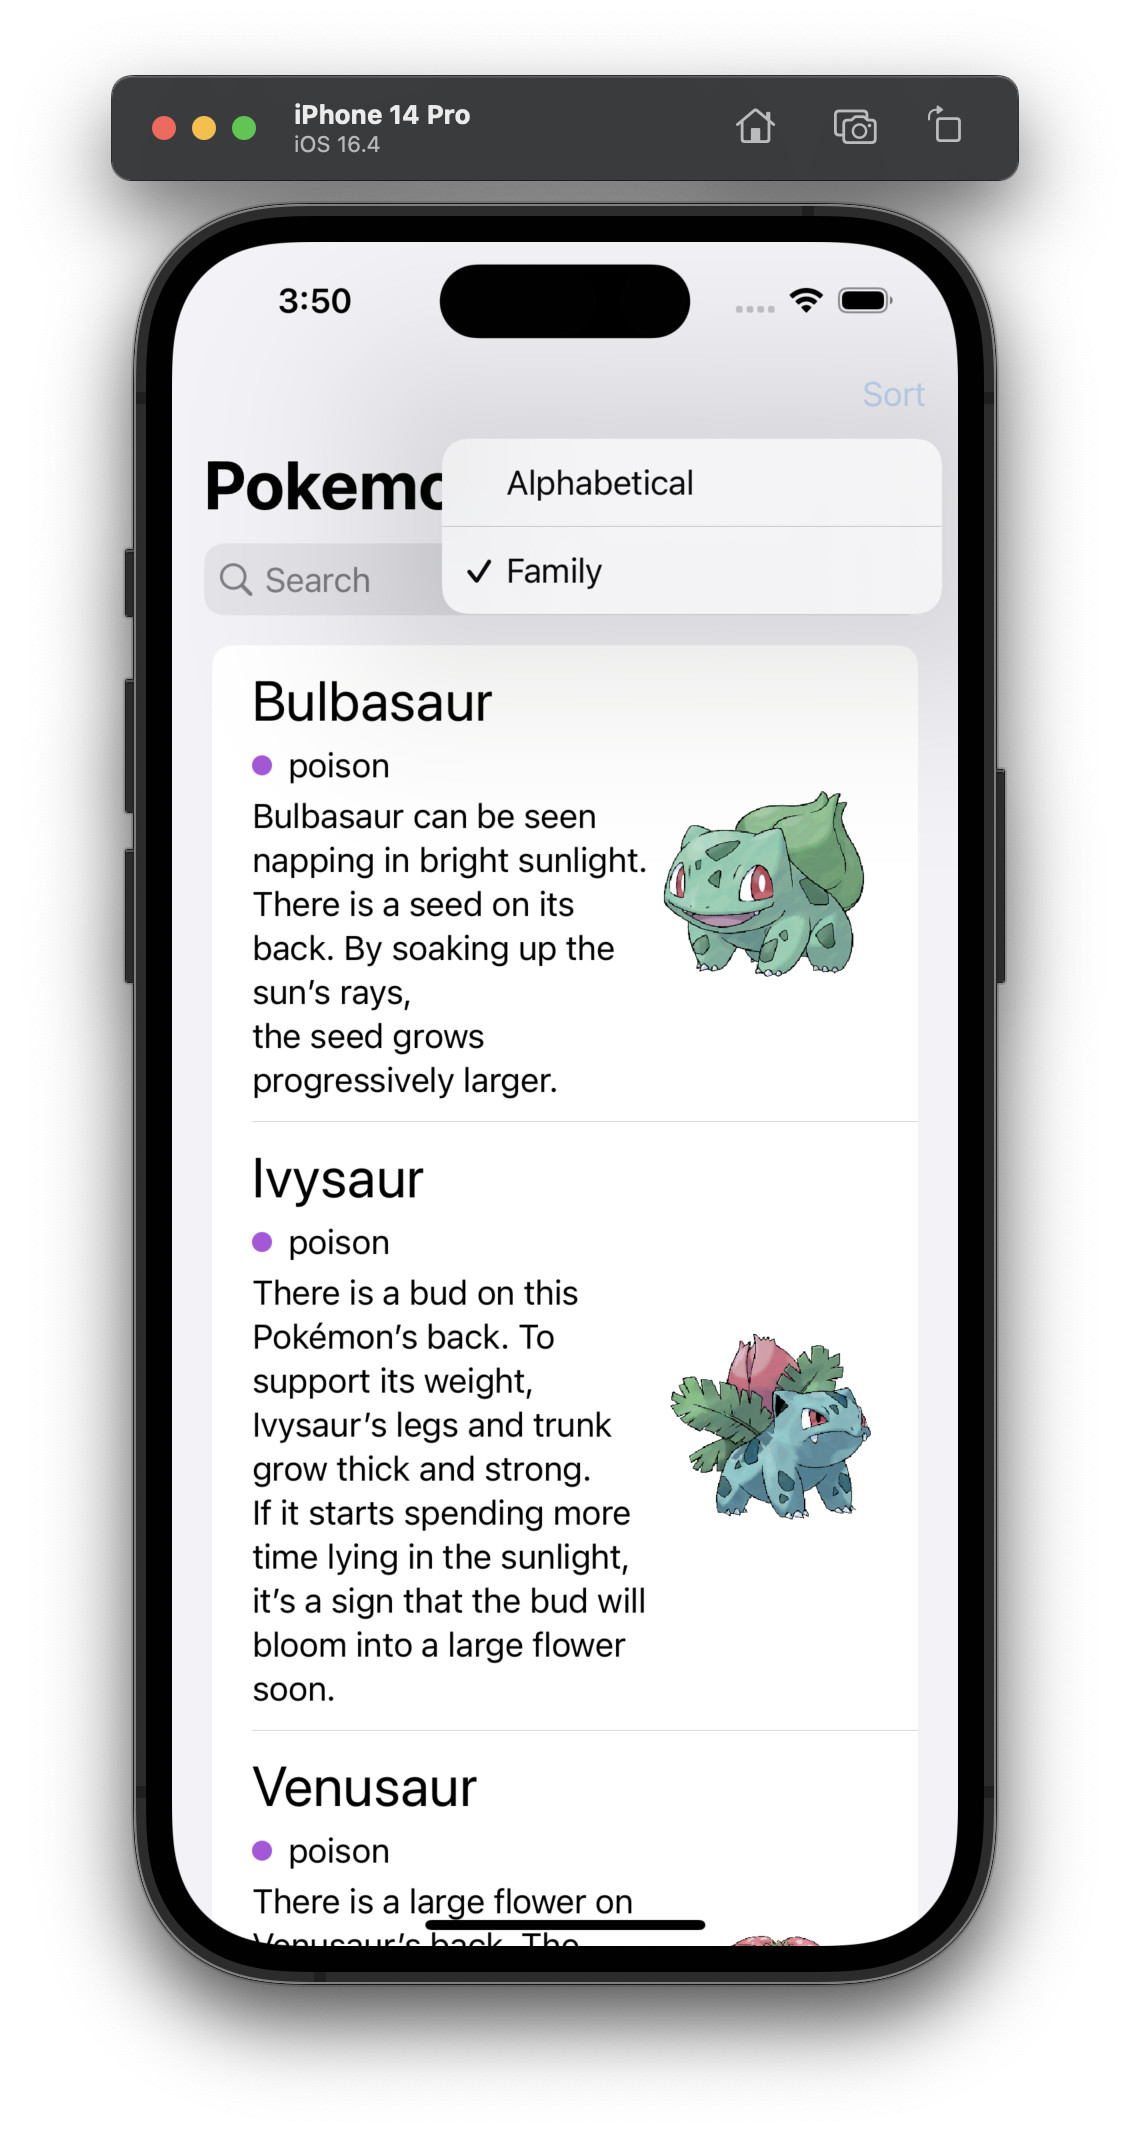 iPhone 14 Pro
iOS 16.4
3:50
Sort
Pokemo
Alphabetical
Family
Search
Bulbasaur
poison
Bulbasaur can be seen
napping in bright sunlight.
There is a seed on its
back. By soaking up the
sun’s rays,
the seed grows
progressively larger.
Ivysaur
poison
There is a bud on this
Pokémon’s back. To
support its weight,
Ivysaur’s legs and trunk
grow thick and strong.
If it starts spending more
time lying in the sunlight,
it’s a sign that the bud will
bloom into a large flower
soon.
Venusaur
poison
There is a large flower on
Venusaur’s back. The